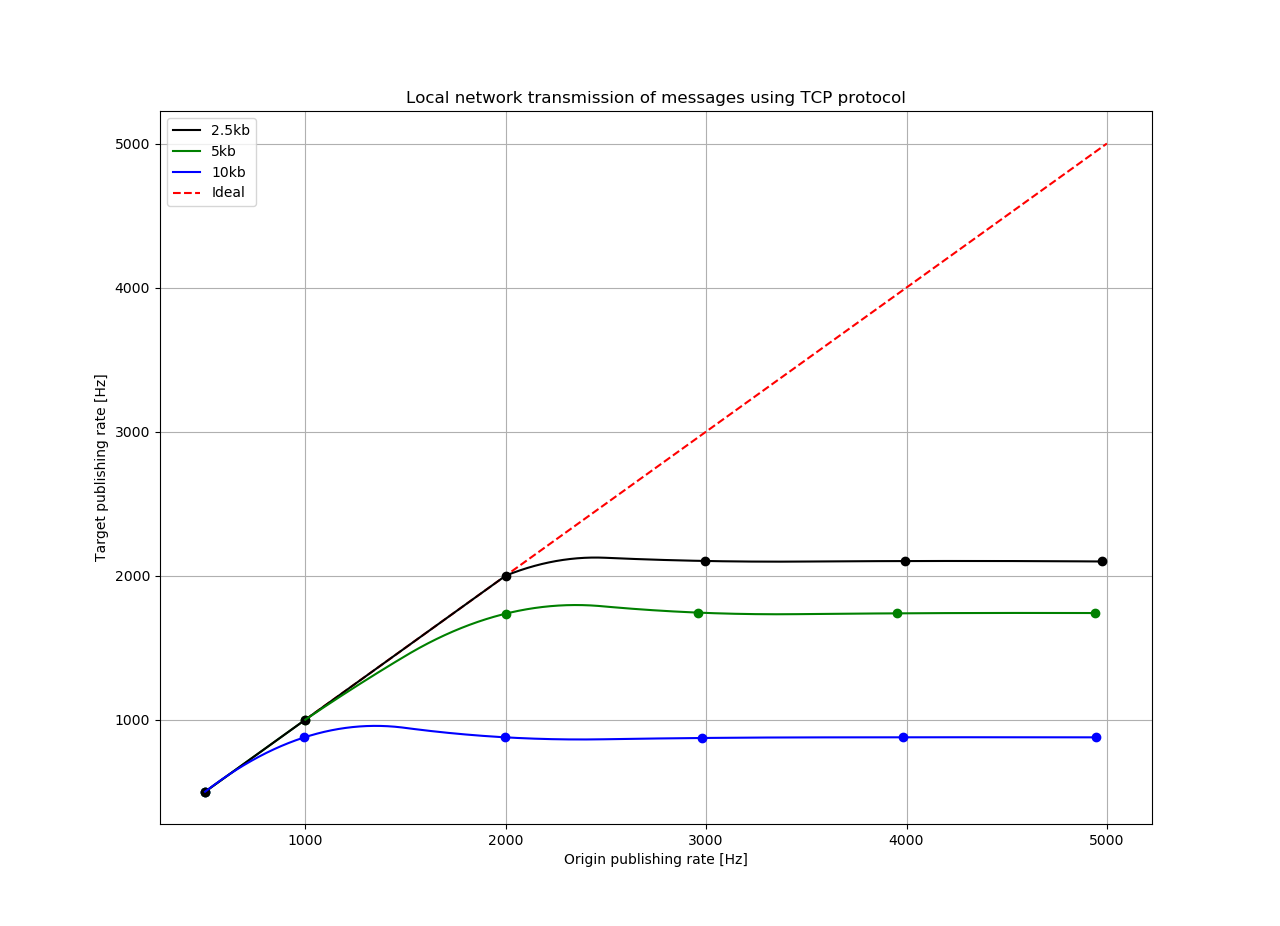 Local network transmission of messages using TCP protocol
2.5kb
5kb
10kb
Ideal
5000
4000
3000
2000
1000
Target publishing rate [Hz]
1000 2000 3000 4000 5000
Origin publishing rate [Hz]